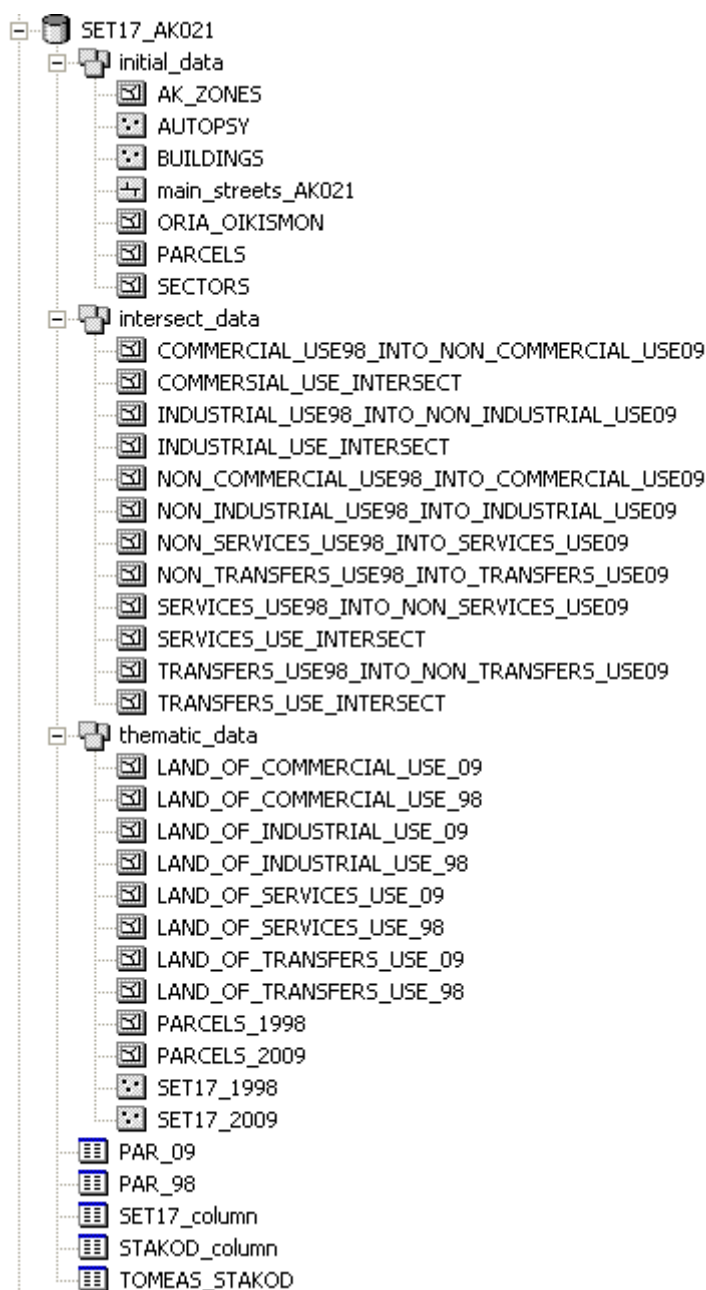 SET17_AK021
initial_data
AK_ZONES
AUTOPSY
BUILDINGS
main_streets_AK021
ORIA_OIKISMON
PARCELS
SECTORS
intersect_data
COMMERCIAL_USE98_INTO_NON_COMMERCIAL_USE09
COMMERSIAL_USE_INTERSECT
INDUSTRIAL_USE98_INTO_NON_INDUSTRIAL_USE09
INDUSTRIAL_USE_INTERSECT
NON_COMMERCIAL_USE98_INTO_COMMERCIAL_USE09
NON_INDUSTRIAL_USE98_INTO_INDUSTRIAL_USE09
NON_SERVICES_USE98_INTO_SERVICES_USE09
NON_TRANSFERS_USE98_INTO_TRANSFERS_USE09
SERVICES_USE98_INTO_NON_SERVICES_USE09
SERVICES_USE_INTERSECT
TRANSFERS_USE98_INTO_NON_TRANSFERS_USE09
TRANSFERS_USE_INTERSECT
thematic_data
LAND_OF_COMMERCIAL_USE_09
LAND_OF_COMMERCIAL_USE_98
LAND_OF_INDUSTRIAL_USE_09
LAND_OF_INDUSTRIAL_USE_98
LAND_OF_SERVICES_USE_09
LAND_OF_SERVICES_USE_98
LAND_OF_TRANSFERS_USE_09
LAND_OF_TRANSFERS_USE_98
PARCELS_1998
PARCELS_2009
SET17_1998
SET17_2009
PAR_09
PAR_98
SET17_column
STAKOD_column
TOMEAS_STAKOD